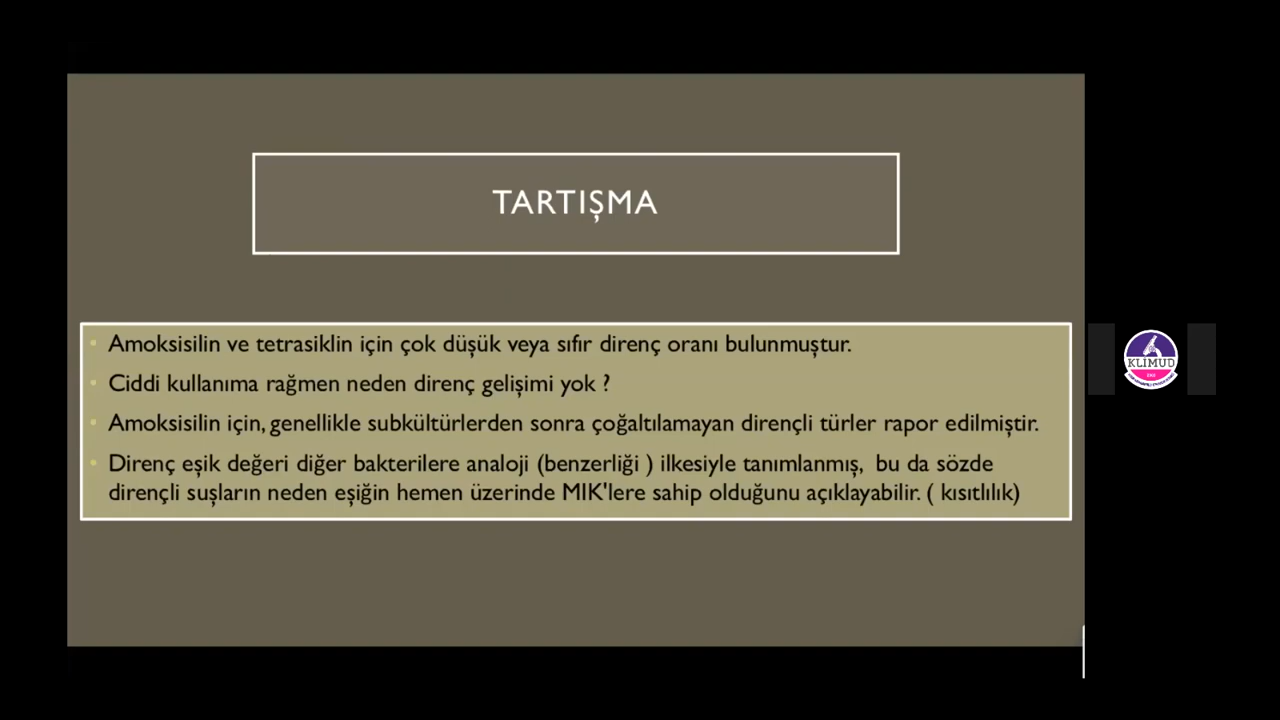 TARTIŞMA
• Amoksisilin ve tetrasiklin için çok düşük veya sıfır direnç oranı bulunmuştur.
• Ciddi kullanıma rağmen neden direnç gelişimi yok ?
• Amoksisilin için, genellikle subkültürlerden sonra çoğaltılamayan dirençli türler rapor edilmiştir.
• Direnç eşik değeri diğer bakterilere analoji (benzerliği ) ilkesiyle tanımlanmış, bu da sözde
dirençli suşların neden eşiğin hemen üzerinde MIK'lere sahip olduğunu açıklayabilir. ( kısıtlılık)
KLIMUD